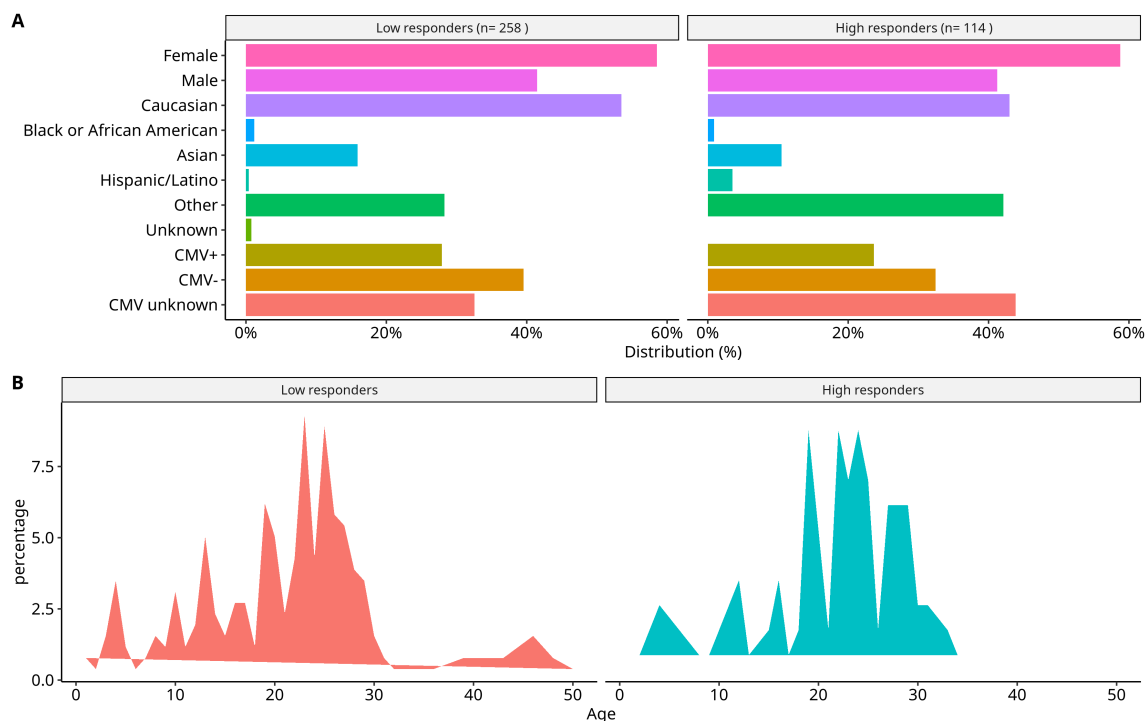 A
Low responders (n= 258 )
High responders (n= 114 )
Female
Male
Caucasian
Black or African American
Asian
Hispanic/Latino
Other
Unknown
CMV+
CMV-
CMV unknown
0% 20% 40% 60% 0% 20% 40% 60%
Distribution (%)
B
Low responders
High responders
percentage
7.5
5.0
2.5
0.0
0 10 20 30 40 50 0 10 20 30 40 50
Age